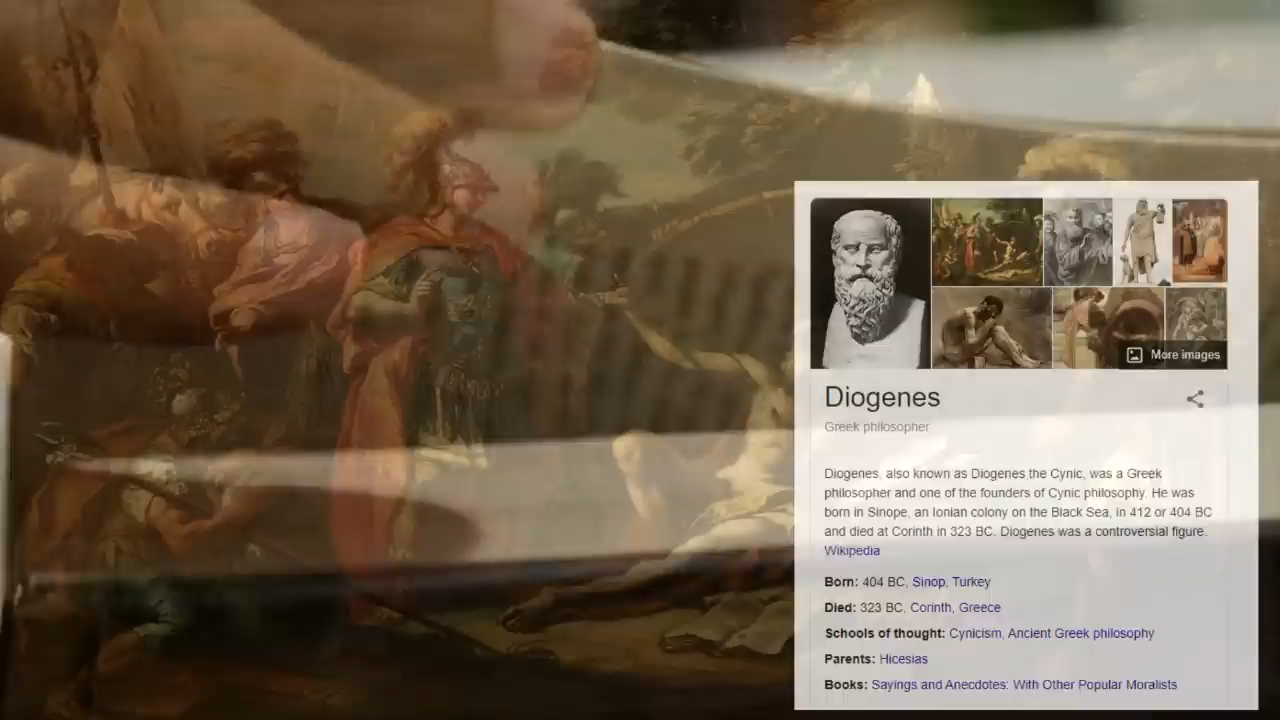 More images
Diogenes
Greek philosopher
Diogenes, also known as Diogenes the Cynic, was a Greek
philosopher and one of the founders of Cynic philosophy. He was
born in Sinope, an Ionian colony on the Black Sea, in 412 or 404 BC
and died at Corinth in 323 BC. Diogenes was a controversial figure.
Wikipedia
Born: 404 BC, Sinop, Turkey
Died: 323 BC, Corinth, Greece
Schools of thought: Cynicism, Ancient Greek philosophy
Parents: Hicesias
Books: Sayings and Anecdotes: With Other Popular Moralists